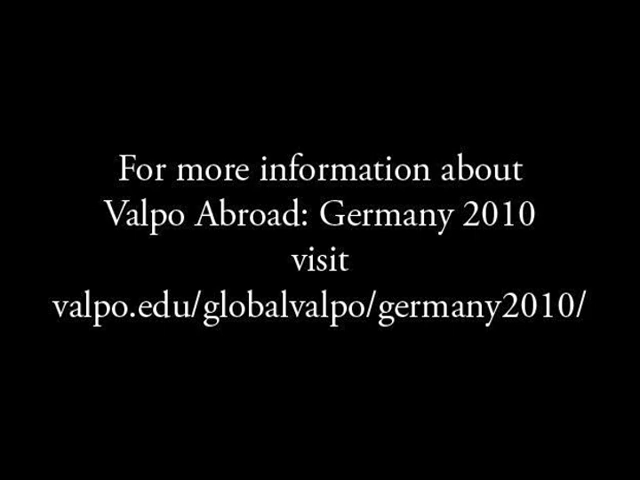 For more information about
Valpo Abroad: Germany 2010
visit
valpo.edu/globalvalpo/germany2010/